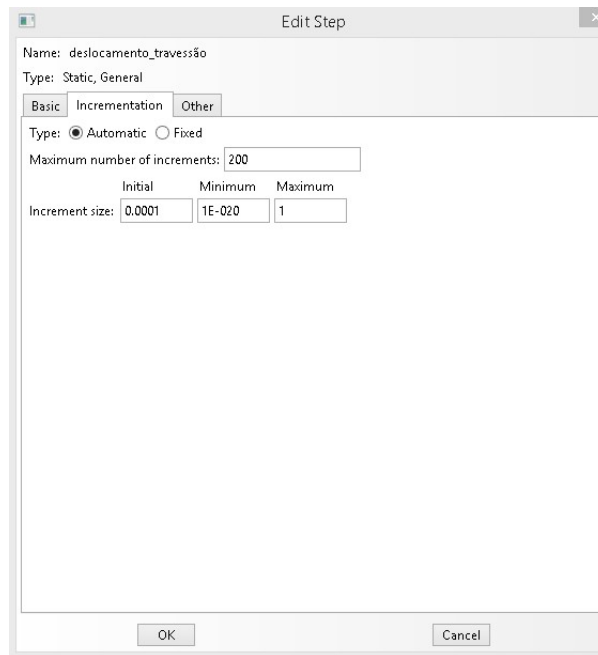 Edit Step
Name: deslocamento_travessão
Type: Static, General
Basic Incrementation Other
Type: Automatic Fixed
Maximum number of increments: 200
Initial Minimum Maximum
Increment size: 0.0001 1E-020 1
OK Cancel